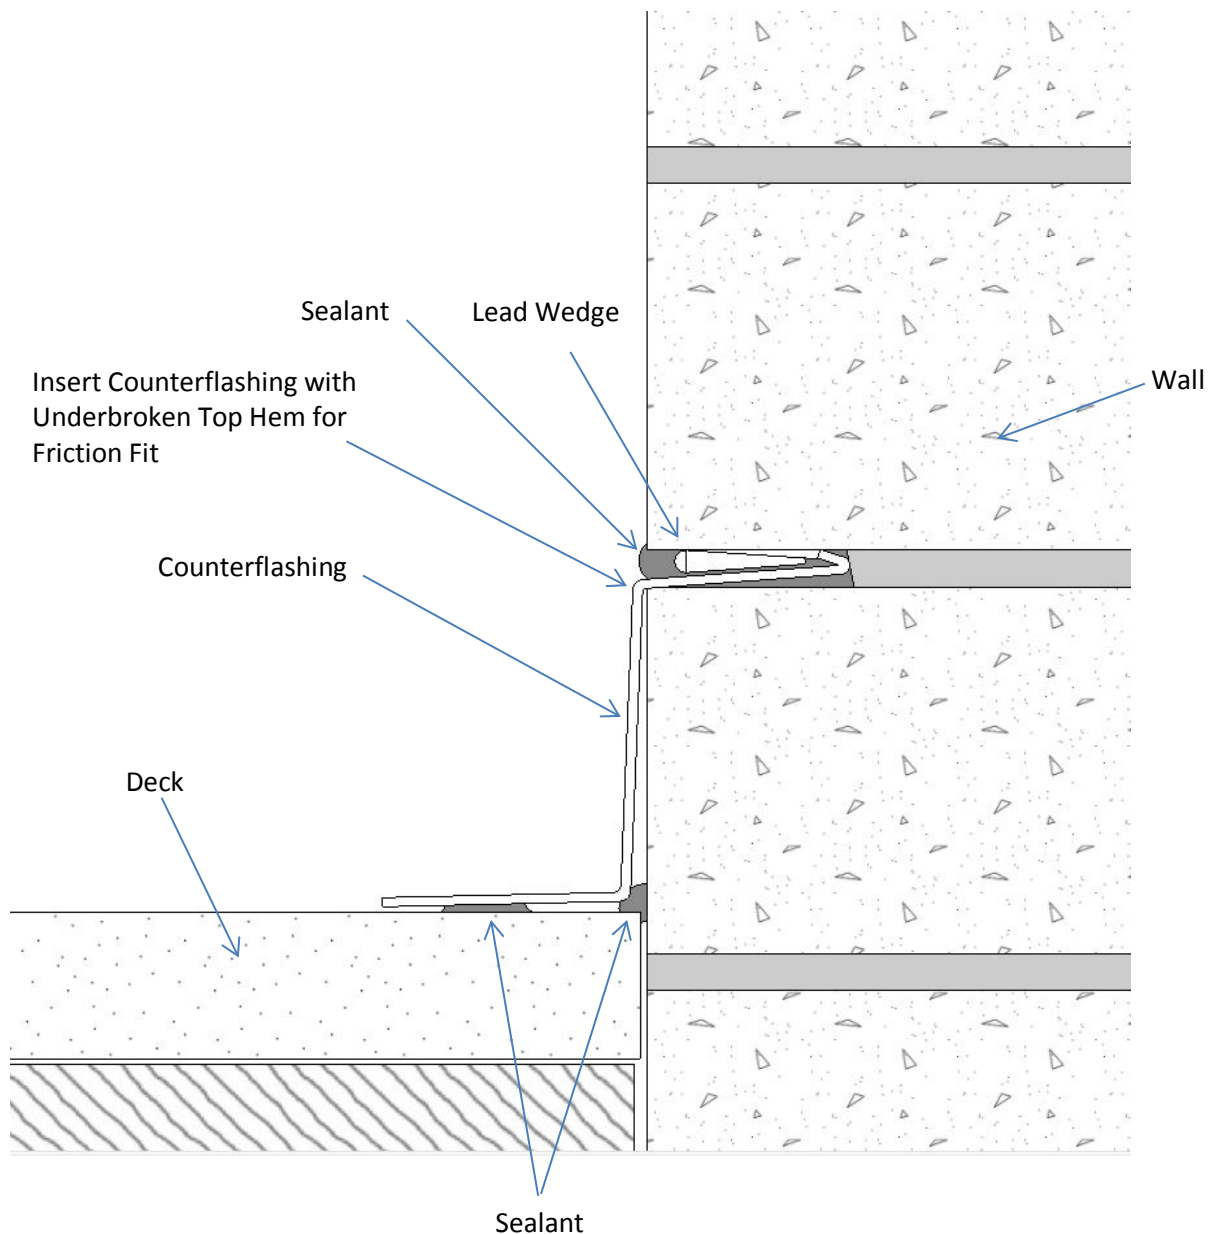 Sealant
Lead Wedge
Insert Counterflashing with
Underbroken Top Hem for
Friction Fit
Wall
Counterflashing
Deck
Sealant